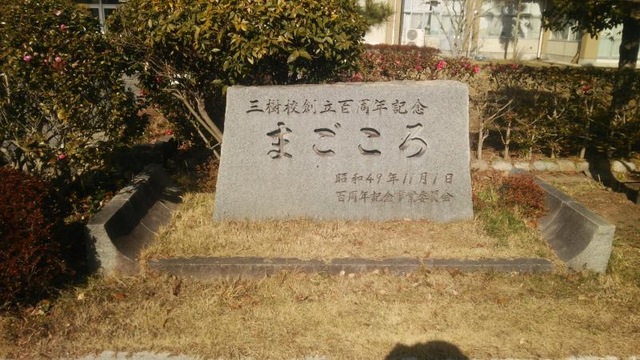 三樹校創立百周年記念
まごころ
昭和49年11月1日
百周年記念事業委員会